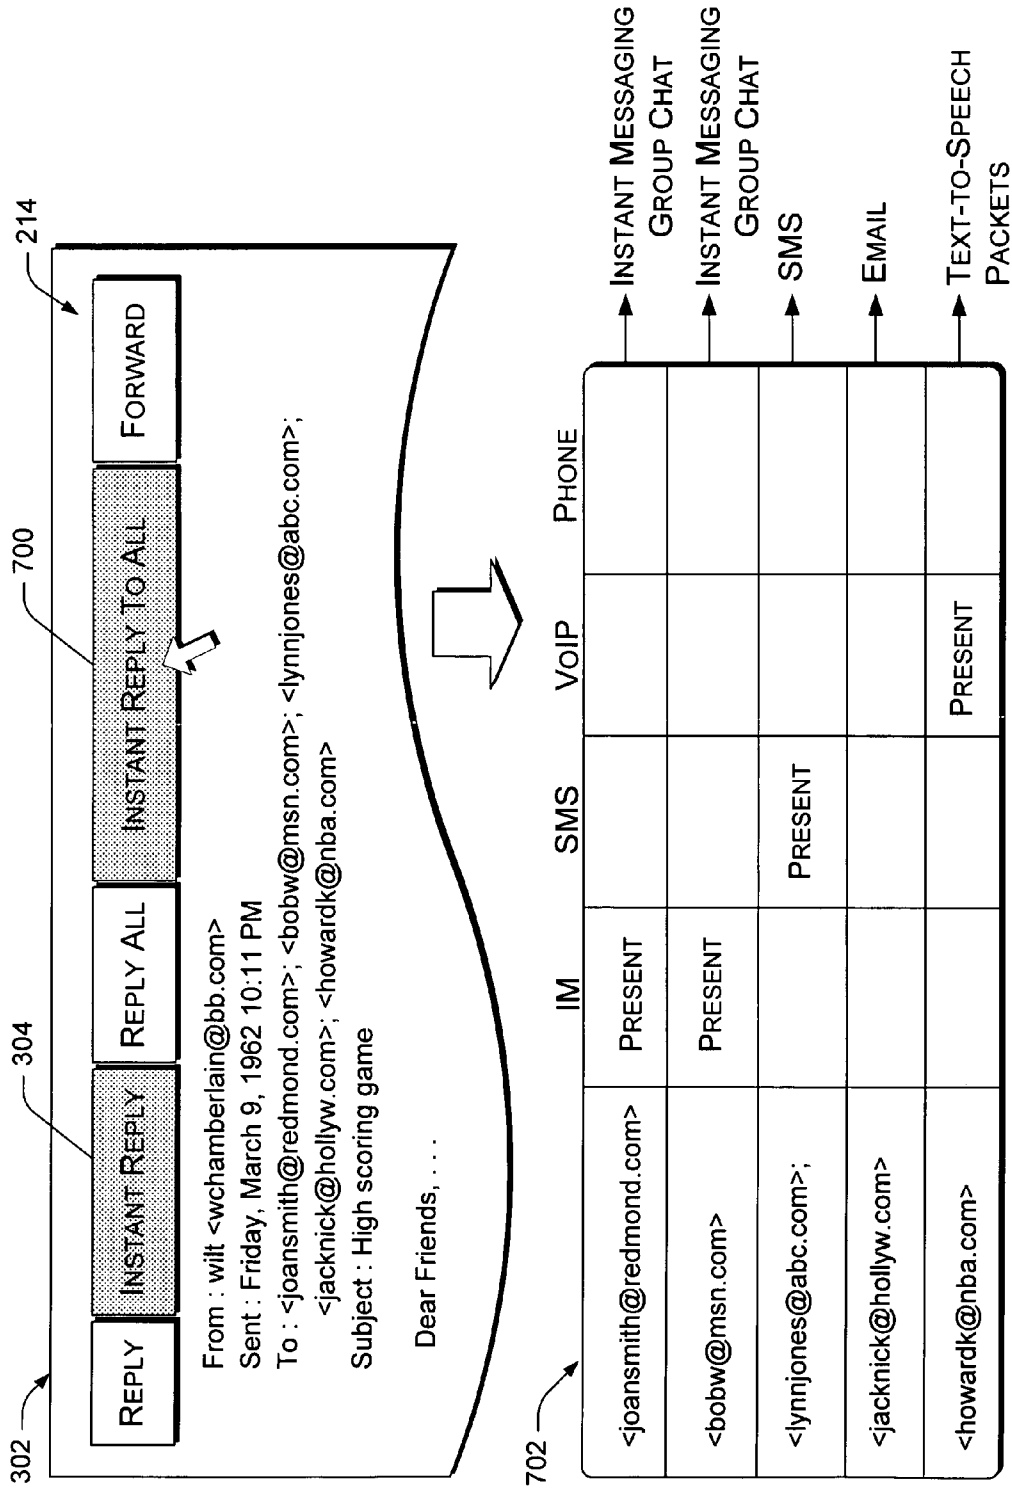 302
304
700
214
REPLY
INSTANT REPLY
REPLY ALL
INSTANT REPLY TO ALL
FORWARD
From : wilt <wchamberlain@bb.com>
Sent : Friday, March 9, 1962 10:11 PM
To : <joansmith@redmond.com>; <bobw@msn.com>; <lynnjones@abc.com>;
<jacknick@hollyw.com>; <howardk@nba.com>
Subject : High scoring game
Dear Friends, . . .
702
IM
SMS
VOIP
PHONE
<joansmith@redmond.com>
PRESENT
INSTANT MESSAGING
GROUP CHAT
<bobw@msn.com>
PRESENT
INSTANT MESSAGING
GROUP CHAT
<lynnjones@abc.com>;
PRESENT
SMS
<jacknick@hollyw.com>
EMAIL
<howardk@nba.com>
PRESENT
TEXT-TO-SPEECH
PACKETS